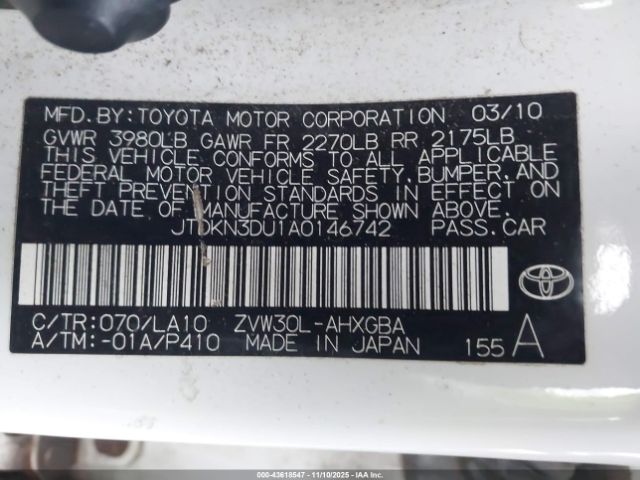 MFD.BY:TOYOTA MOTOR CORPORATION 03/10
GVWR 3980LB GAWR FR 2270LB RR 2175LB
THIS VEHICLE CONFORMS TO ALL APPLICABLE
FEDERAL MOTOR VEHICLE SAFETY,BUMPER,AND
THEFT PREVENTION STANDARDS IN EFFECT ON
THE DATE OF MANUFACTURE SHOWN ABOVE.
JTDKN3DU1A0146742 PASS.CAR
C/TR:070/LA10 ZVW30L-AHXGBA
A/TM:-01A/P410 MADE IN JAPAN 155 A
000-43618547 - 11/10/2025 - IAA Inc.